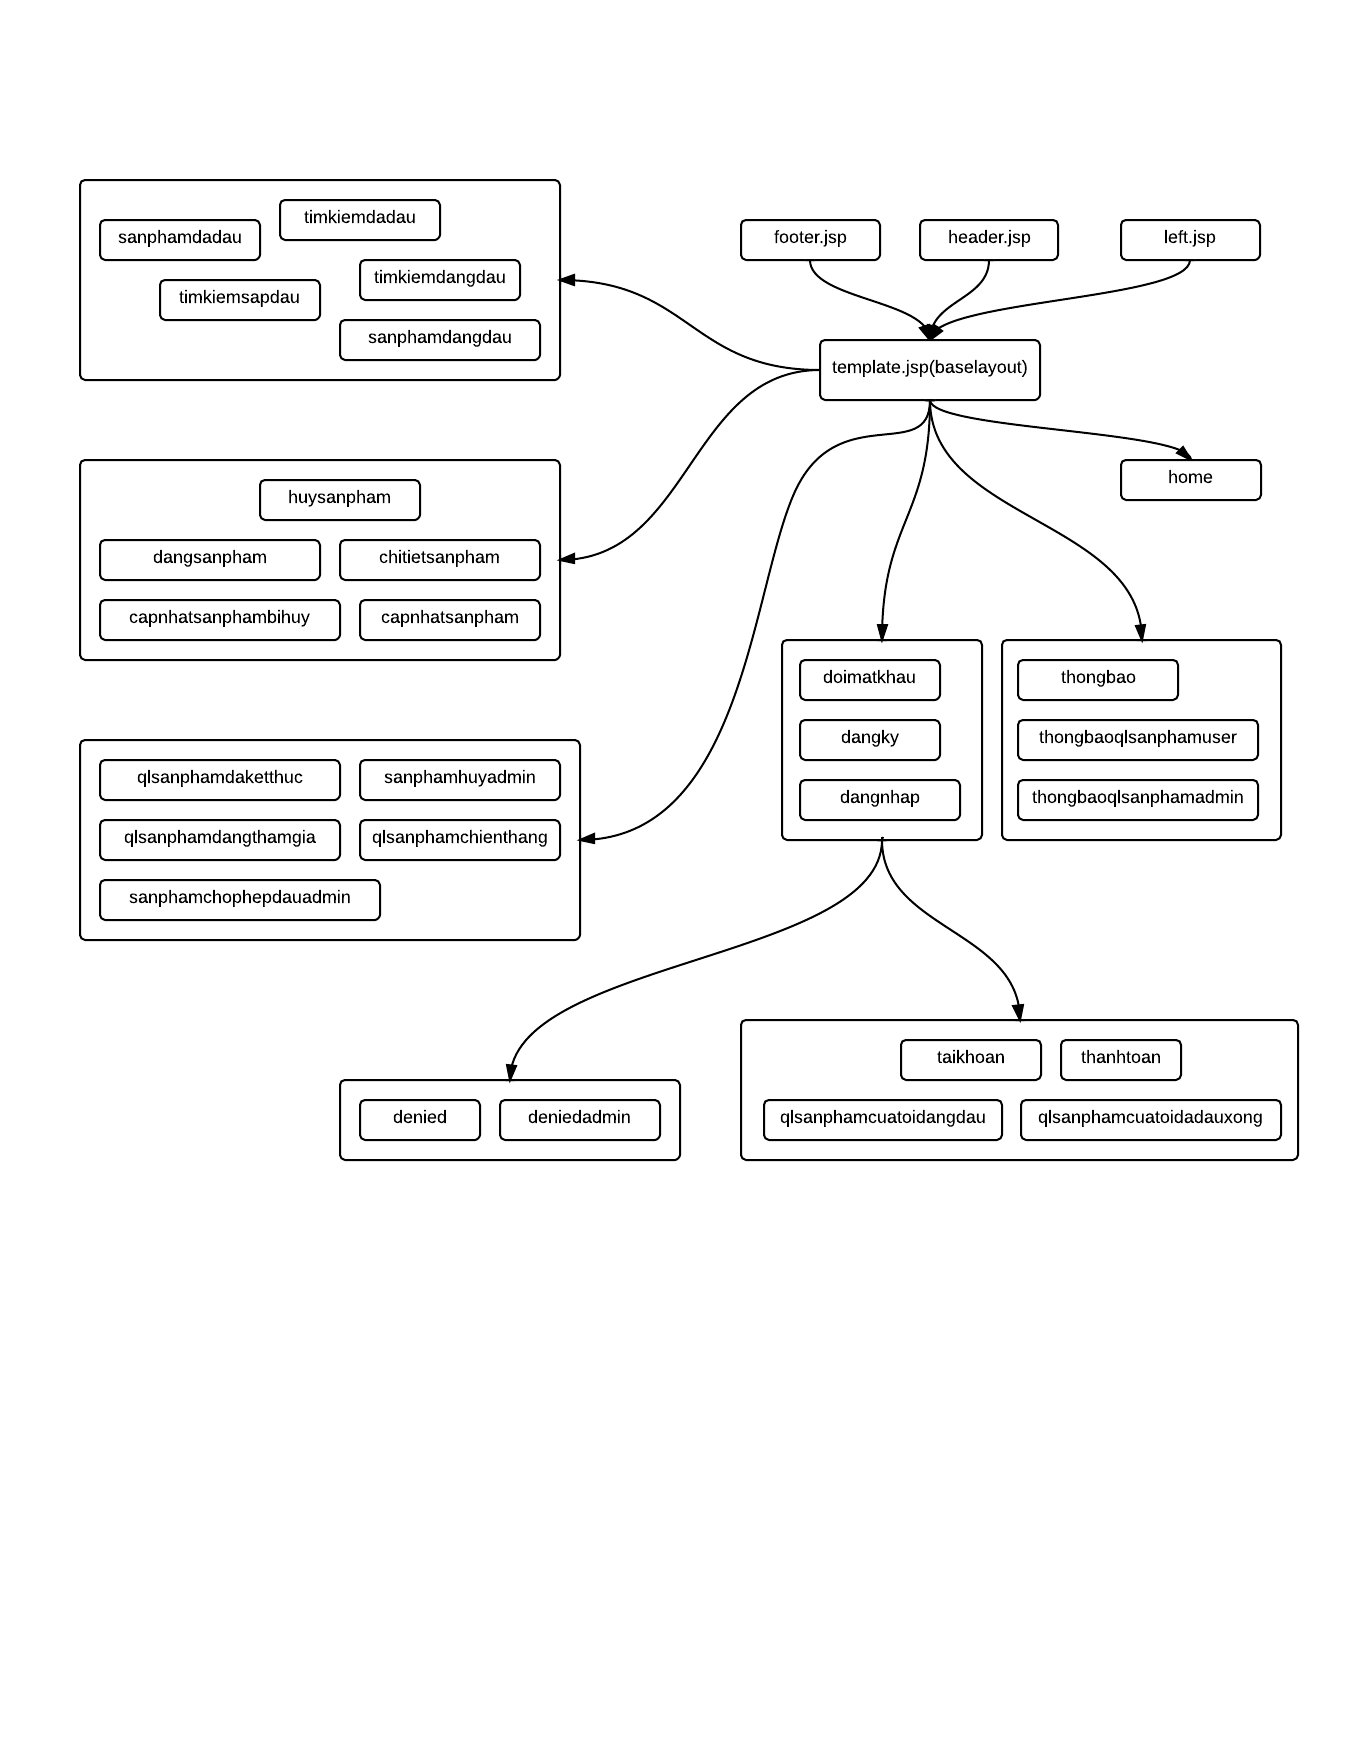 timkiemdadau
sanphamdadau
timkiemdangdau
timkiemsapdau
sanphamdangdau
footer.jsp
header.jsp
left.jsp
template.jsp(baselayout)
home
huysanpham
dangsanpham
chitietsanpham
capnhatsanphambihuy
capnhatsanpham
doimatkhau
dangky
dangnhap
thongbao
thongbaoqlsanphamuser
thongbaoqlsanphamadmin
qlsanphamdaketthuc
sanphamhuyadmin
qlsanphamdangthamgia
qlsanphamchienthang
sanphamchophepdauadmin
denied
deniedadmin
taikhoan
thanhtoan
qlsanphamcuatoidangdau
qlsanphamcuatoidadauxong